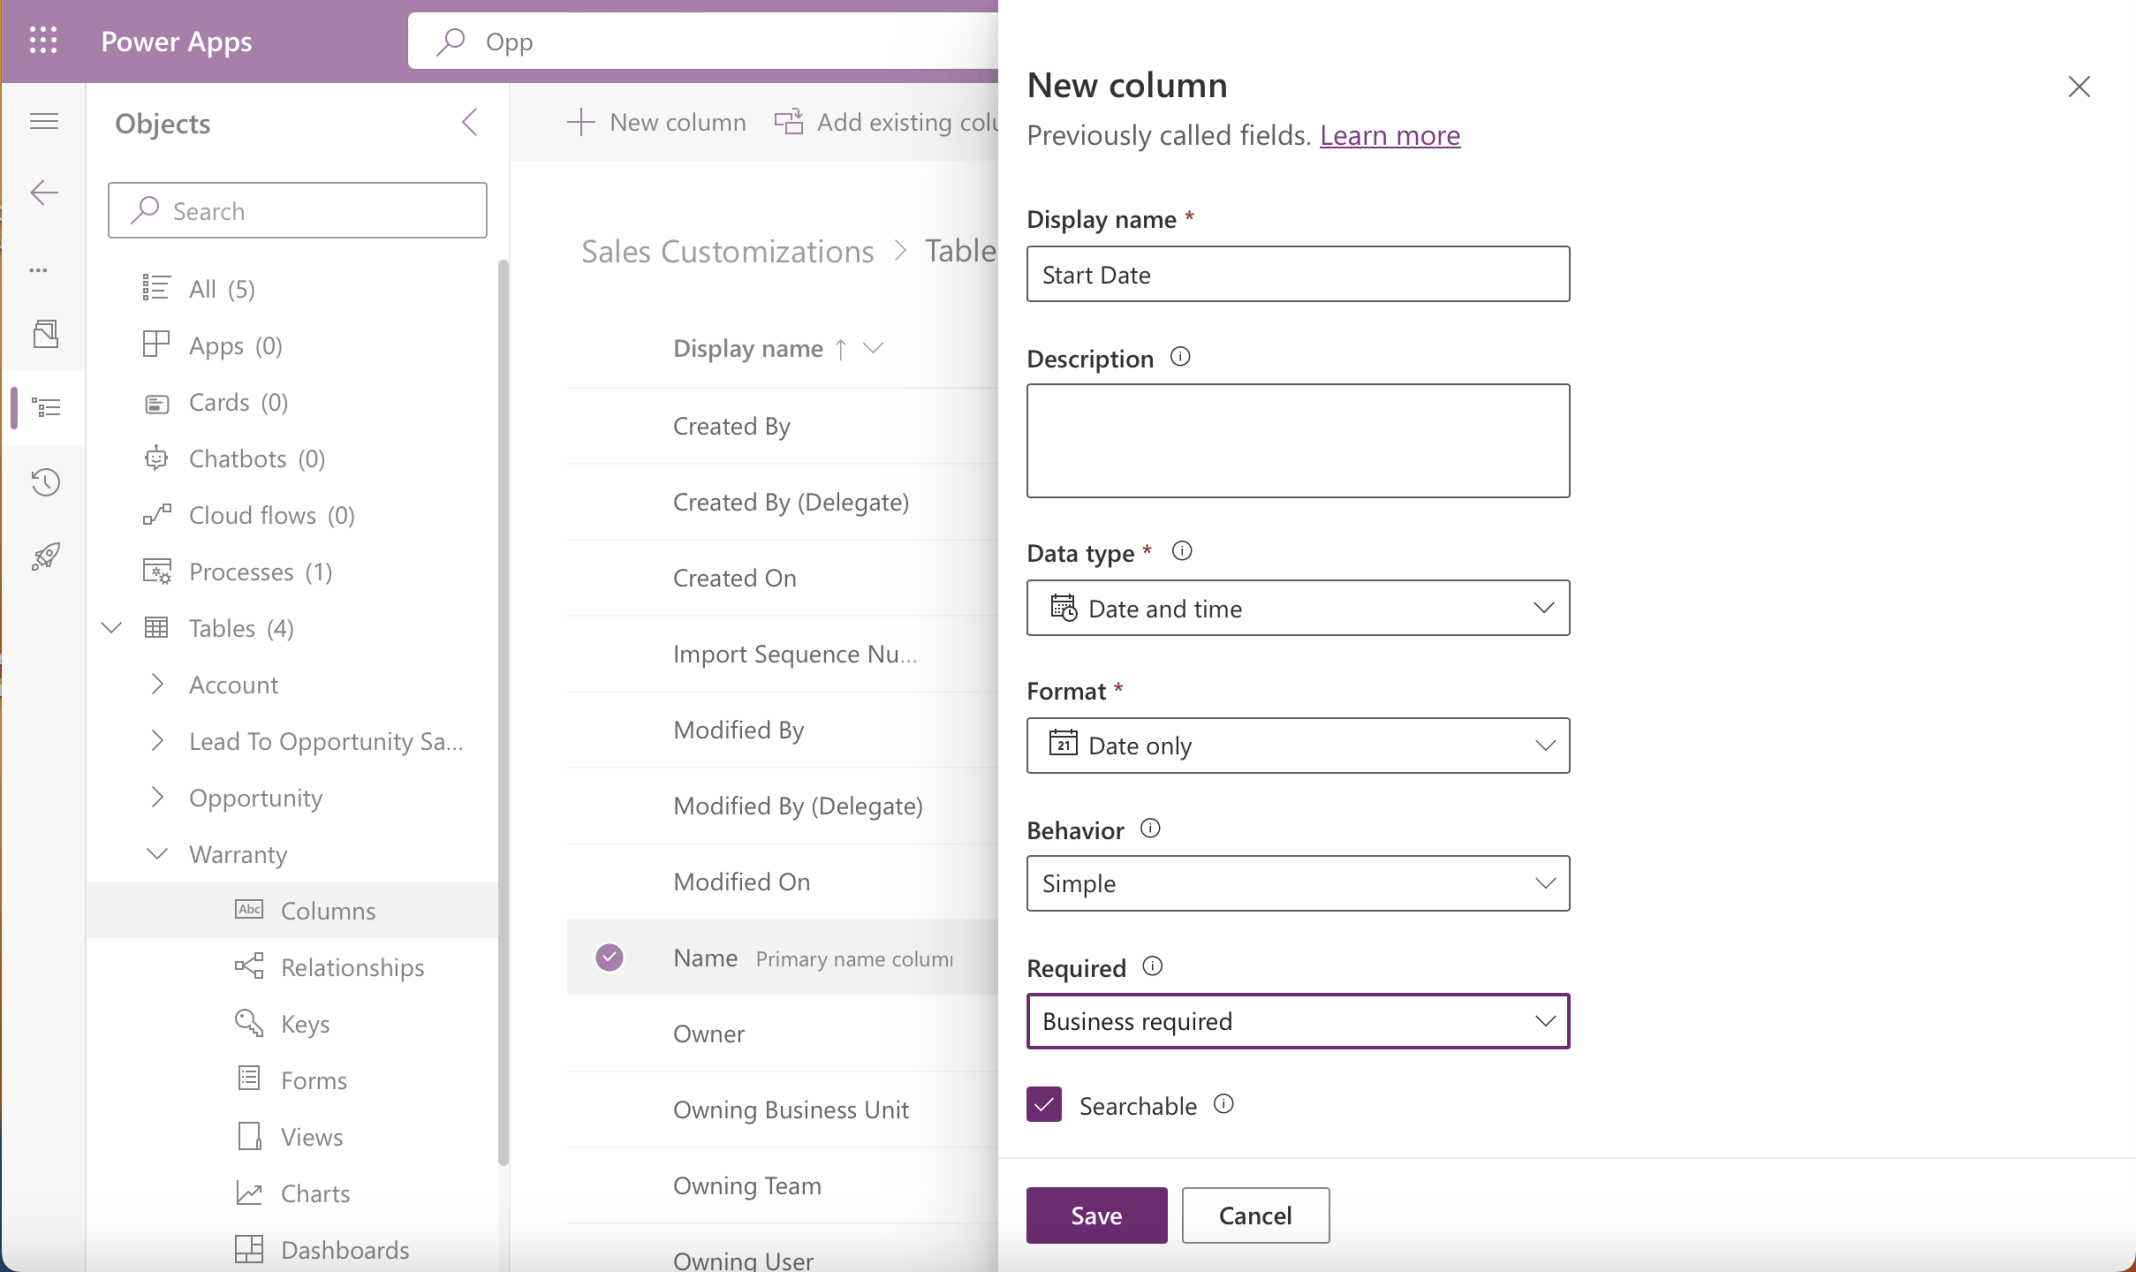 Power Apps
Opp
Objects
Search
All (5)
Apps (0)
Cards (0)
Chatbots (0)
Cloud flows (0)
Processes (1)
Tables (4)
Account
Lead To Opportunity Sa...
Opportunity
Warranty
Abc Columns
Relationships
Keys
Forms
Views
Charts
Dashboards
New column
Add existing colu
Sales Customizations > Table
Display name
Created By
Created By (Delegate)
Created On
Import Sequence Nu...
Modified By
Modified By (Delegate)
Modified On
Name Primary name column
Owner
Owning Business Unit
Owning Team
Owning User
New column
Previously called fields. Learn more
Display name *
Start Date
Description
Data type *
Date and time
Format *
21 Date only
Behavior
Simple
Required
Business required
Searchable
Save
Cancel